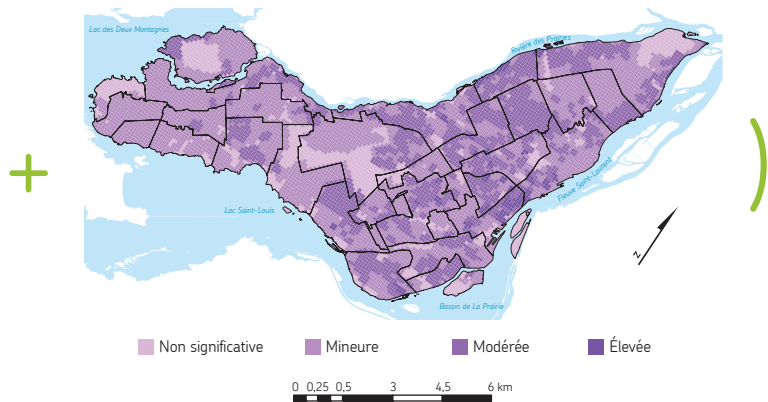 Lac des Deux Montagnes
Rivière des Prairies
Lac Saint-Louis
Fleuve Saint-Laurent
Bassin de La Prairie
N
Non significative
Mineure
Modérée
Élevée
0 0,25 0,5 3 4,5 6 km
+
)